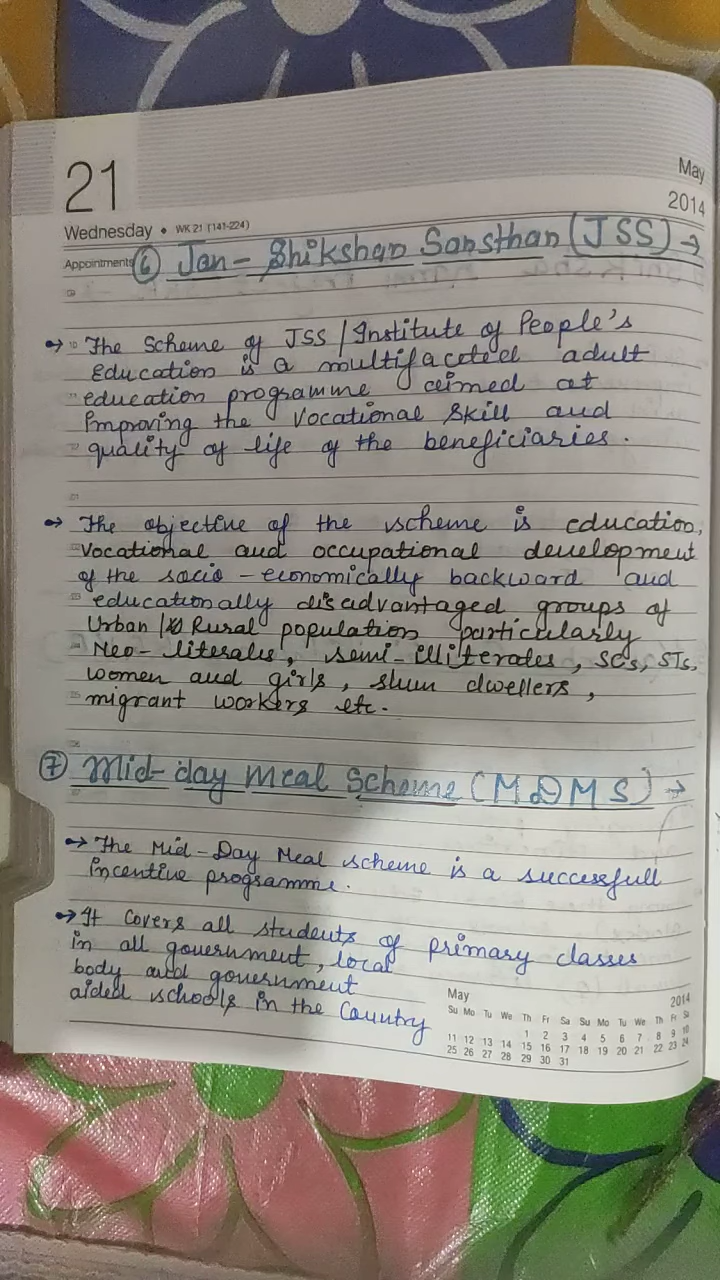 21
May
2014
Wednesday • WK 21 (141-224)
Appointments
⑥ Jan - Shikshan Sansthan (JSS) →
→ The Scheme of JSS / Institute of People's
Education is a multifaceted adult
education programme aimed at
Improving the Vocational Skill and
quality of life of the beneficiaries.
→ The objective of the scheme is education,
Vocational and occupational development
of the socio - economically backward and
educationally disadvantaged groups of
Urban / Rural population particularly
Neo- literales, semi-illiterates, SCs, STs,
women and girls, slum dwellers,
migrant workers etc.
⑦ Mid-day Meal Scheme (MDMS) →
→ The Mid-Day Meal scheme is a successfull
incentive programme.
→ It covers all students of primary classes
in all government, local
body and government
aided schools in the Country
May 2014
Su Mo Tu We Th Fr Sa Su Mo Tu We Th Fr Sa
1 2 3 4 5 6 7 8 9 10
11 12 13 14 15 16 17 18 19 20 21 22 23 24
25 26 27 28 29 30 31